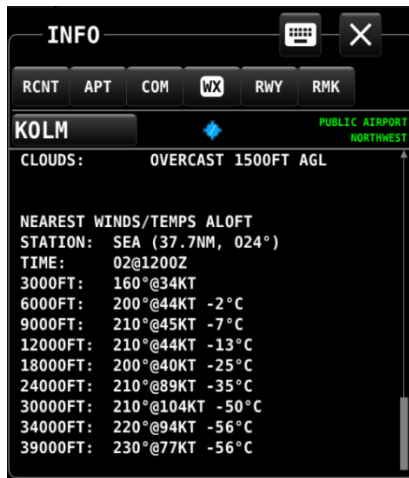 INFO
RCNT APT COM WX RWY RMK
KOLM
PUBLIC AIRPORT
NORTHWEST
CLOUDS: OVERCAST 1500FT AGL
NEAREST WINDS/TEMPS ALOFT
STATION: SEA (37.7NM, 024°)
TIME: 02@1200Z
3000FT: 160°@34KT
6000FT: 200°@44KT -2°C
9000FT: 210°@45KT -7°C
12000FT: 210°@44KT -13°C
18000FT: 200°@40KT -25°C
24000FT: 210°@89KT -35°C
30000FT: 210°@104KT -50°C
34000FT: 220°@94KT -56°C
39000FT: 230°@77KT -56°C